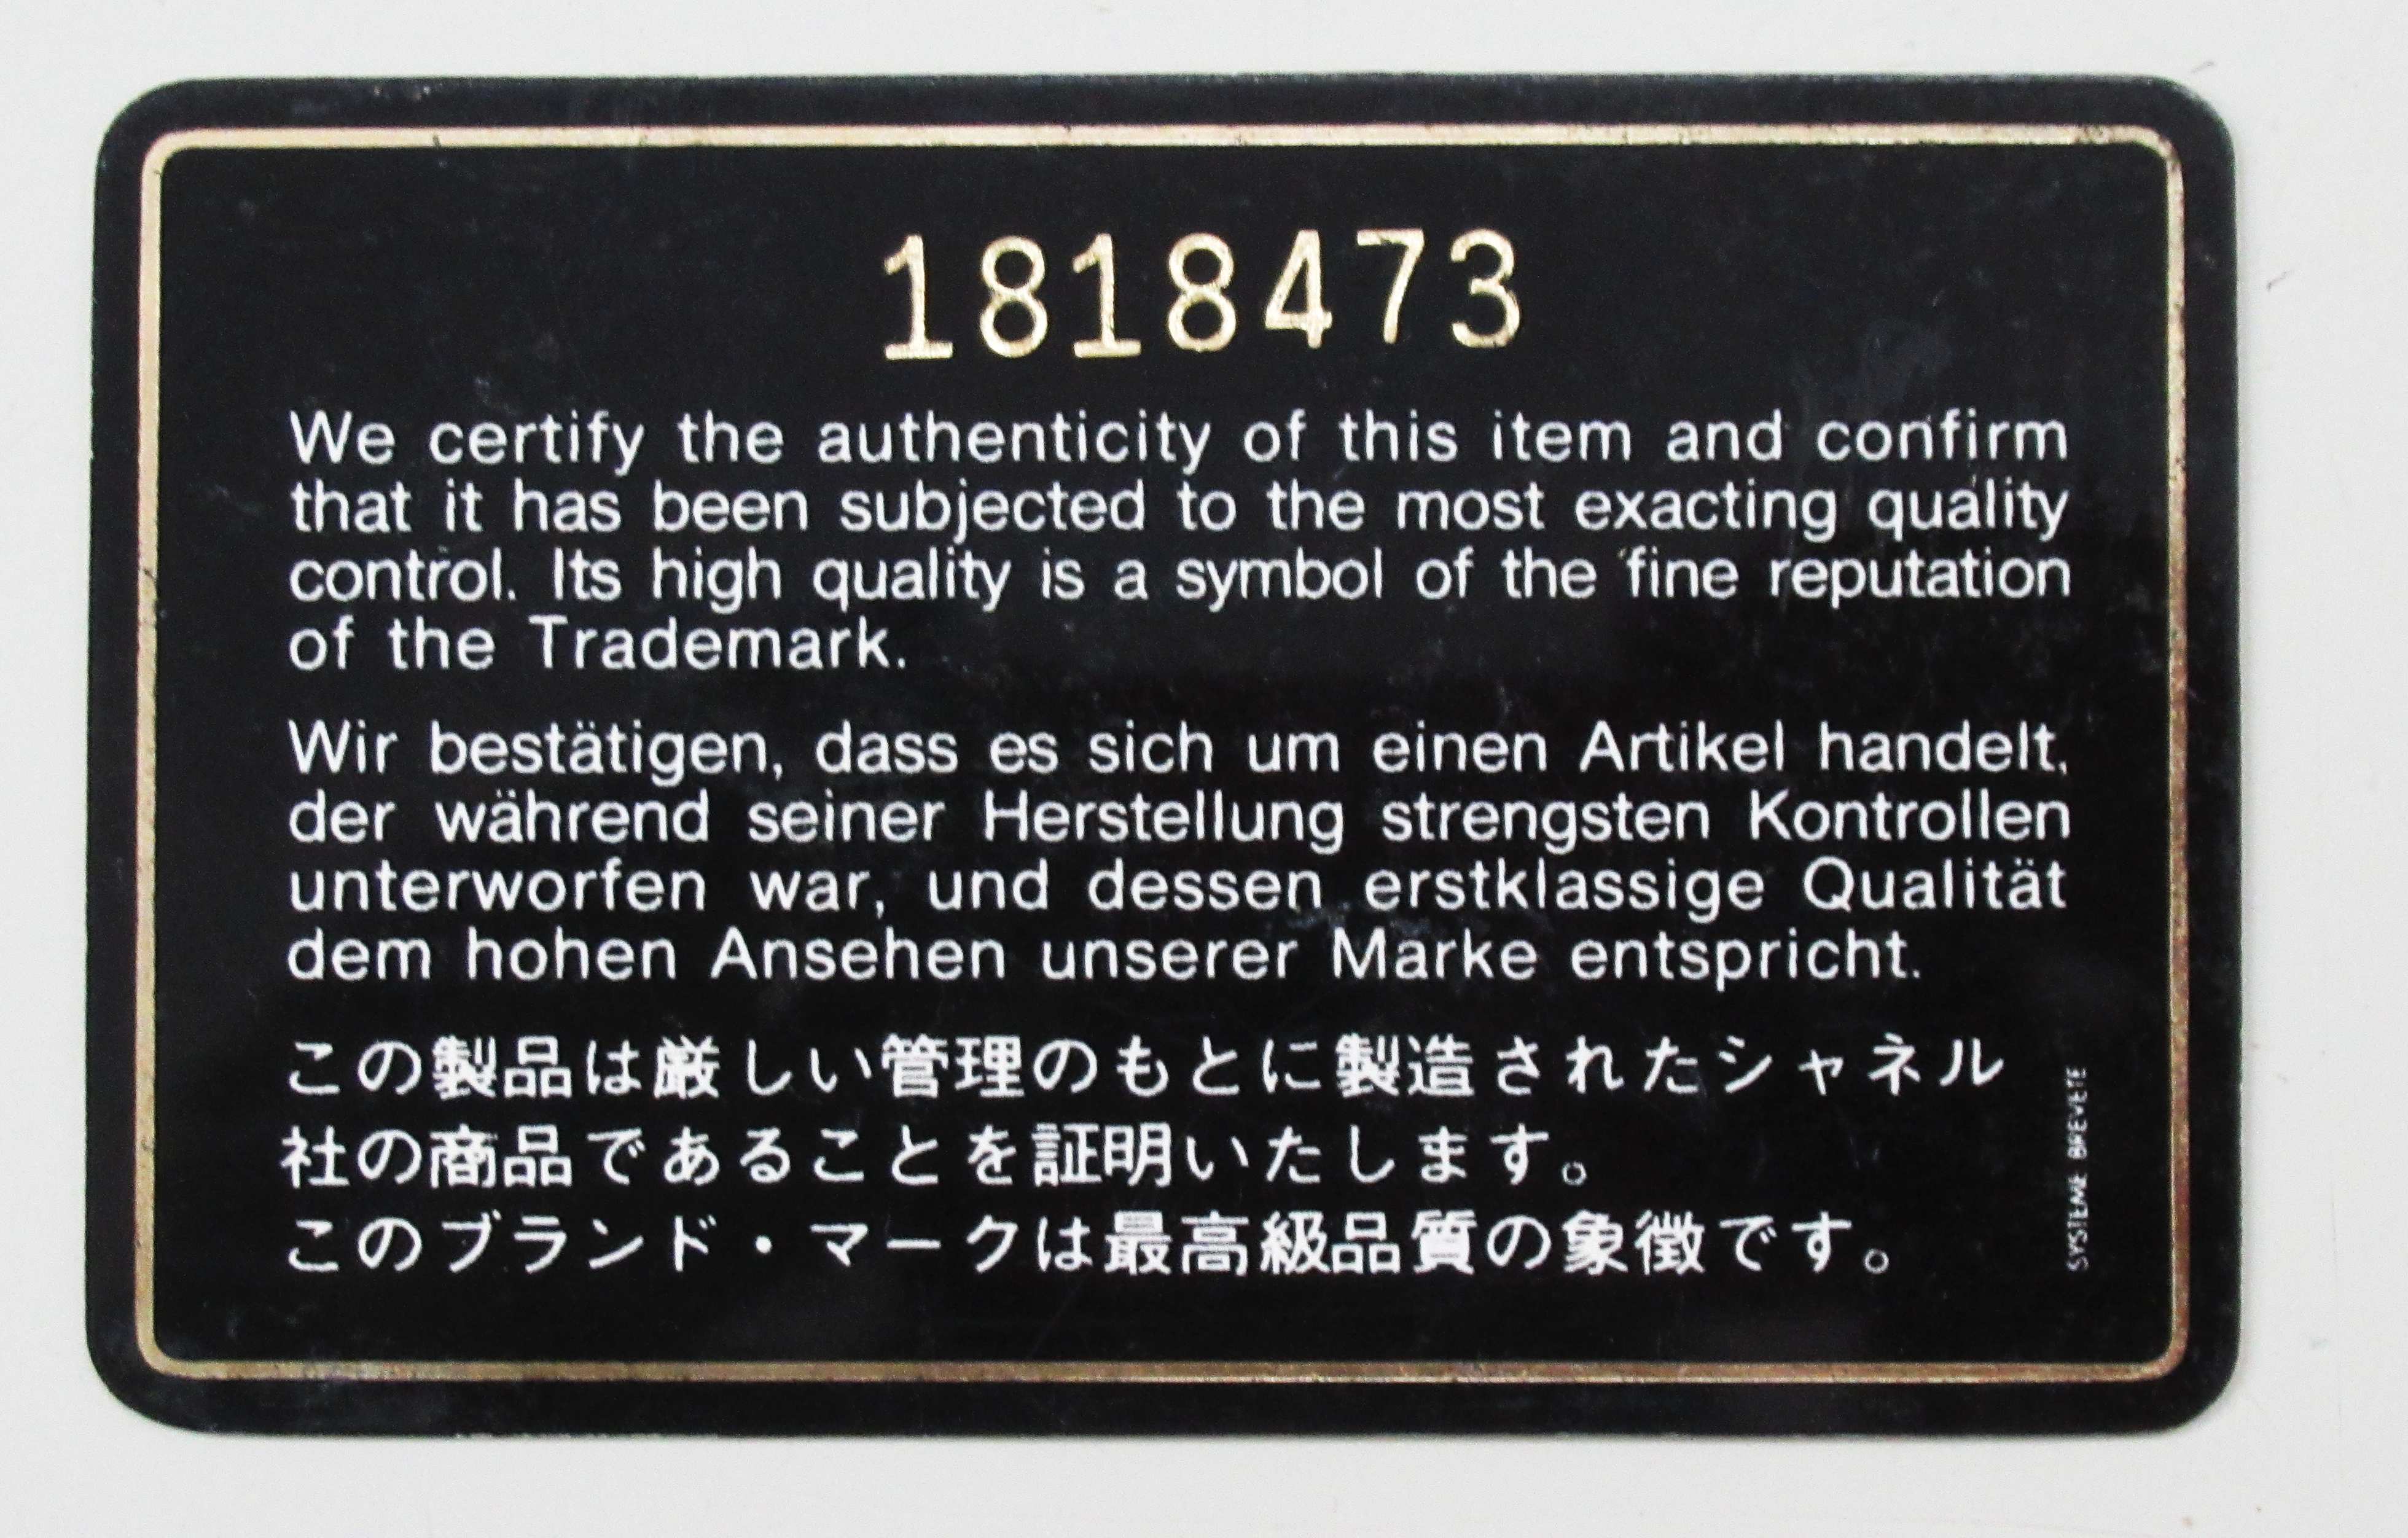 1818473
We certify the authenticity of this item and confirm
that it has been subjected to the most exacting quality
control. Its high quality is a symbol of the fine reputation
of the Trademark.
Wir bestätigen, dass es sich um einen Artikel handelt,
der während seiner Herstellung strengsten Kontrollen
unterworfen war, und dessen erstklassige Qualität
dem hohen Ansehen unserer Marke entspricht.
この製品は厳しい管理のもとに製造されたシャネル
社の商品であることを証明いたします。
このブランド・マークは最高級品質の象徴です。
SYSTEME BREVETE